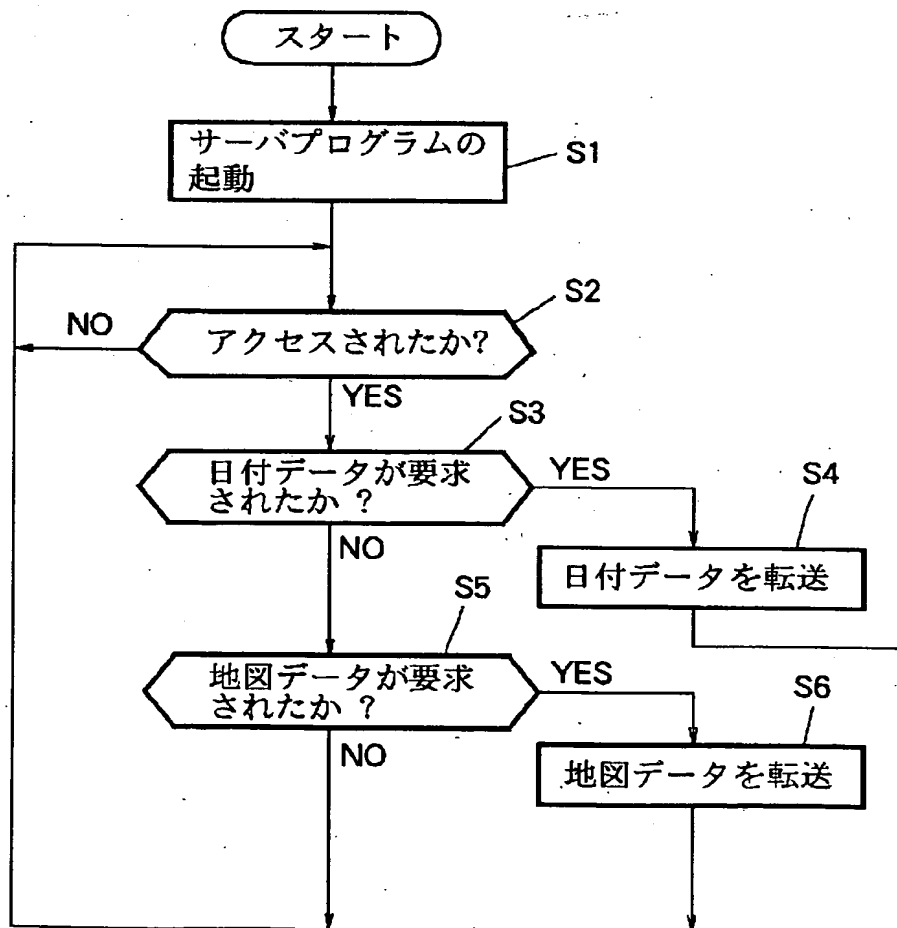 スタート
サーバプログラムの
起動
S1
S2
NO
アクセスされたか?
YES
S3
日付データが要求
されたか ?
YES
S4
NO
日付データを転送
S5
地図データが要求
されたか ?
YES
S6
NO
地図データを転送